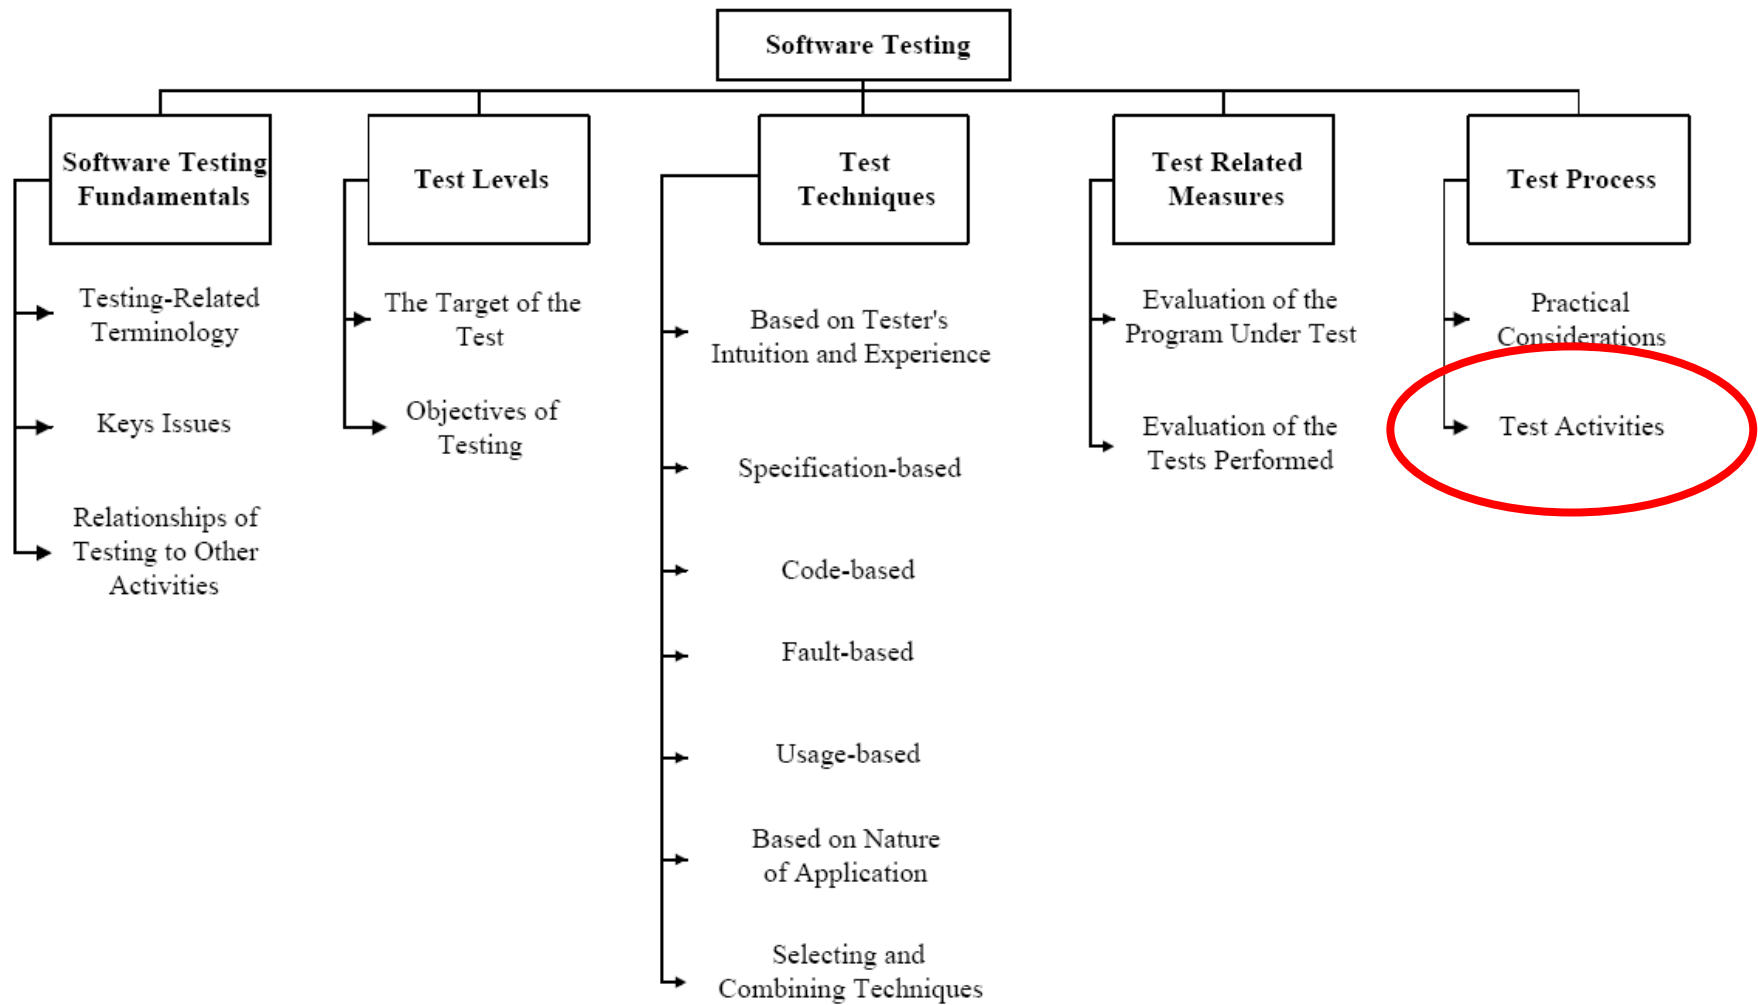 Software Testing
Software Testing
Fundamentals
Testing-Related
Terminology
Keys Issues
Relationships of
Testing to Other
Activities
Test Levels
The Target of the
Test
Objectives of
Testing
Test
Techniques
Based on Tester's
Intuition and Experience
Specification-based
Code-based
Fault-based
Usage-based
Based on Nature
of Application
Selecting and
Combining Techniques
Test Related
Measures
Evaluation of the
Program Under Test
Evaluation of the
Tests Performed
Test Process
Practical
Considerations
Test Activities